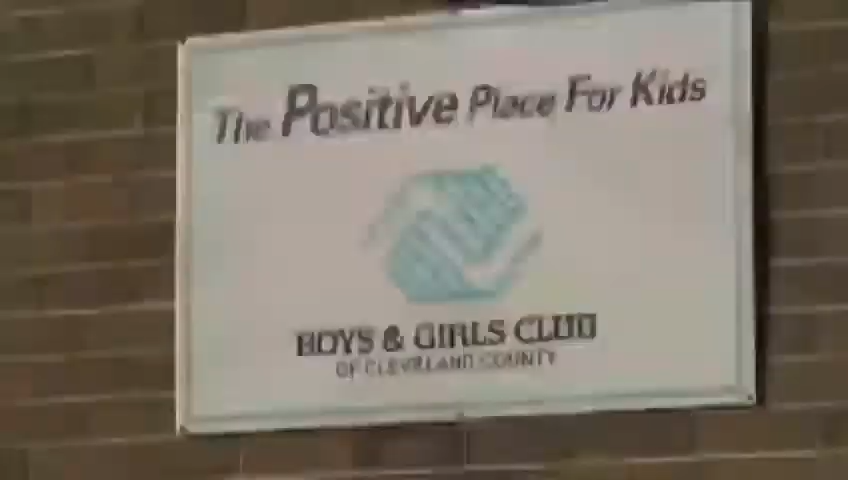 The Positive Place For Kids
BOYS & GIRLS CLUB
OF CLEVELAND COUNTY